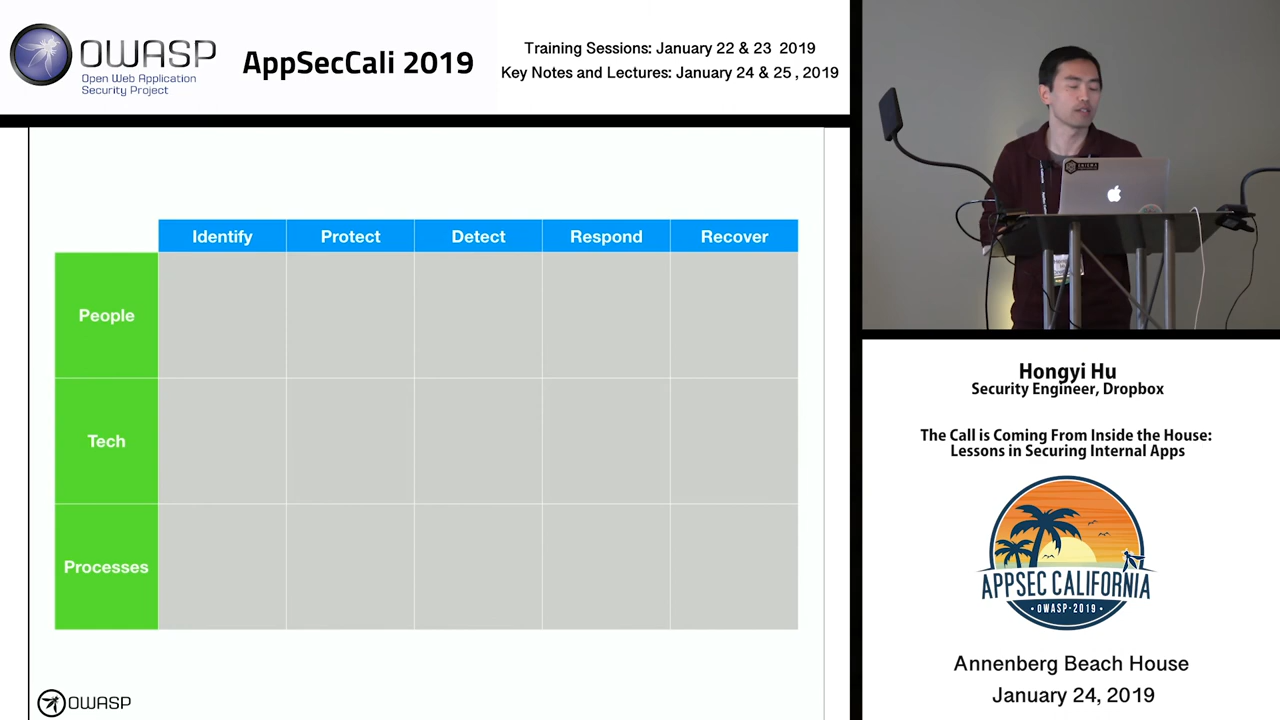 OWASP
Open Web Application
Security Project
AppSecCali 2019
Training Sessions: January 22 & 23 2019
Key Notes and Lectures: January 24 & 25 , 2019
Identify
Protect
Detect
Respond
Recover
People
Tech
Processes
OWASP
Hongyi Hu
Security Engineer, Dropbox
The Call is Coming From Inside the House:
Lessons in Securing Internal Apps
APPSEC CALIFORNIA
·OWASP·2019·
Annenberg Beach House
January 24, 2019